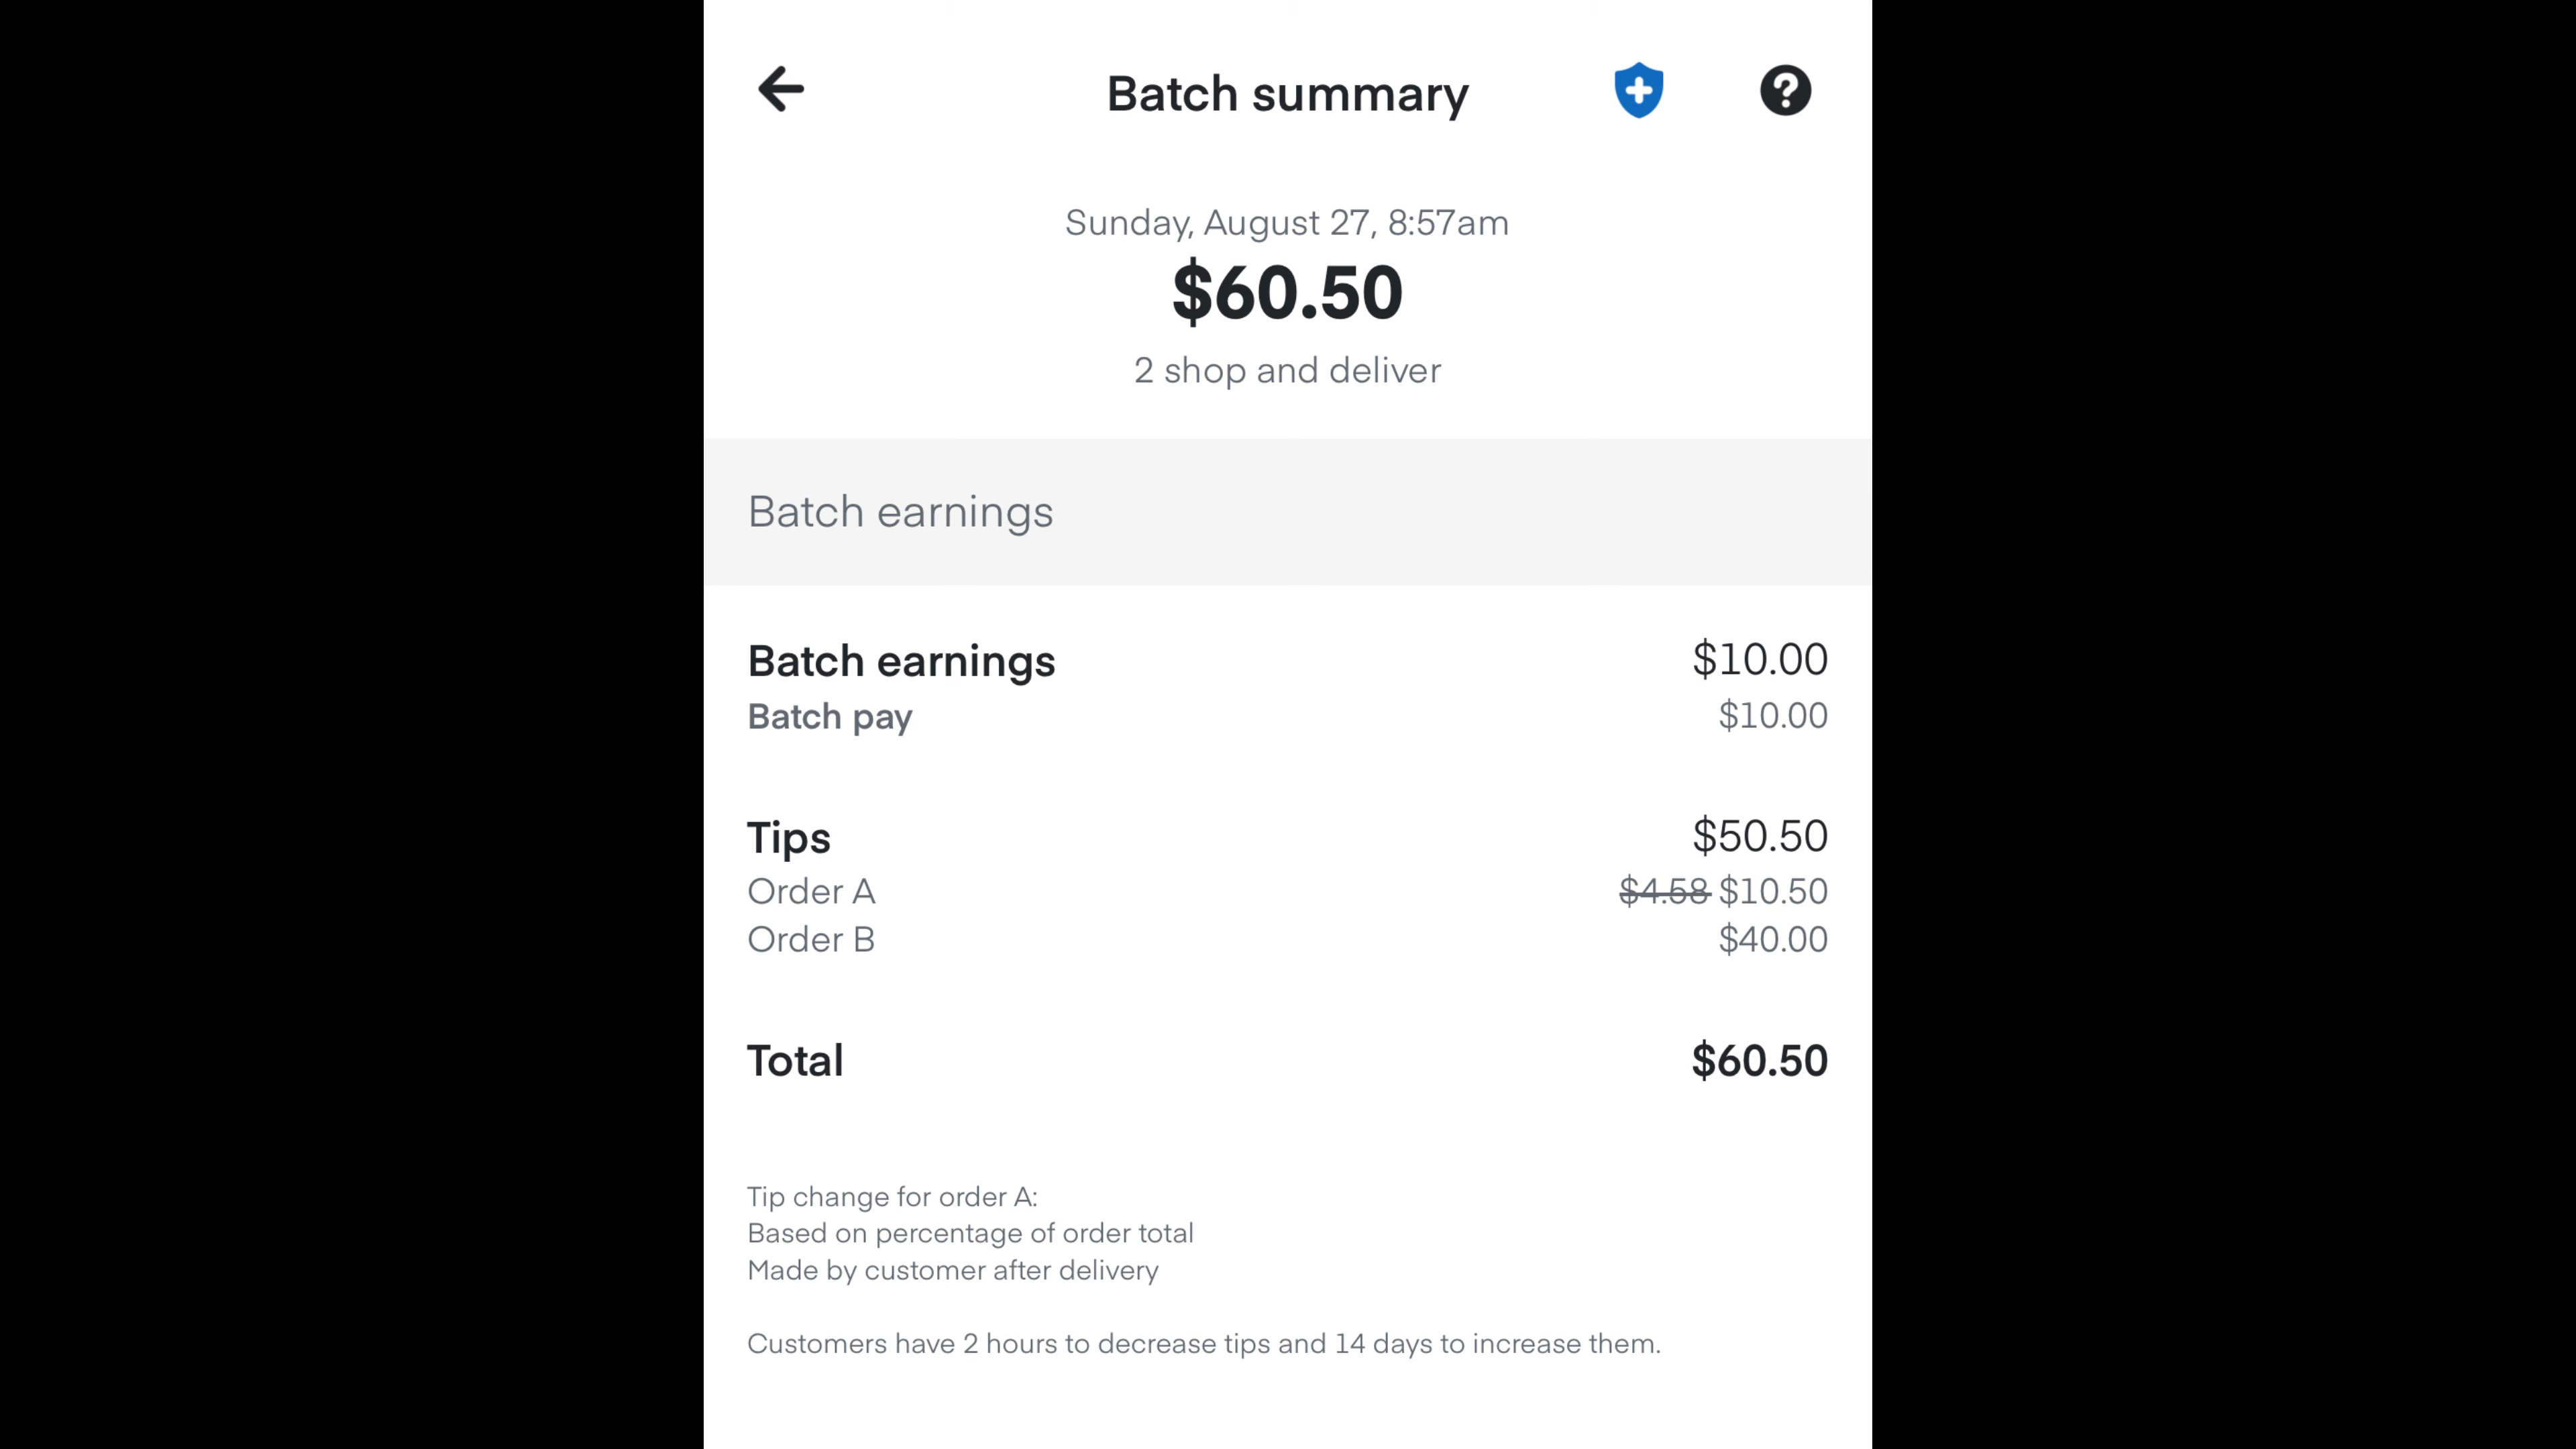 Batch summary
Sunday, August 27, 8:57am
$60.50
2 shop and deliver
Batch earnings
Batch earnings $10.00
Batch pay $10.00
Tips $50.50
Order A $4.58 $10.50
Order B $40.00
Total $60.50
Tip change for order A:
Based on percentage of order total
Made by customer after delivery
Customers have 2 hours to decrease tips and 14 days to increase them.